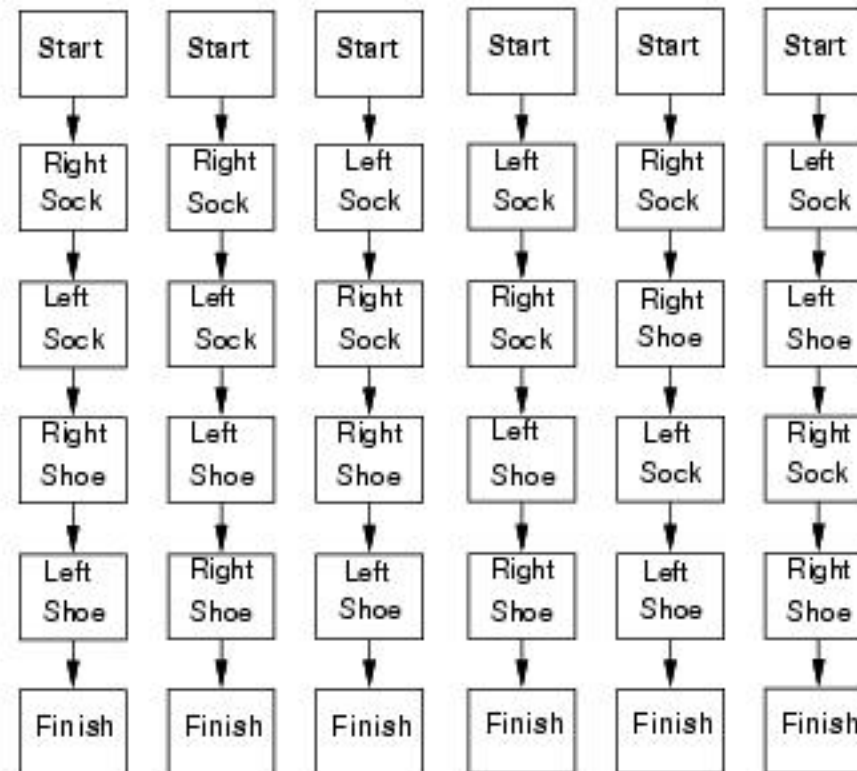 Start Start Start Start Start Start
Right Right Left Left Right Left
Sock Sock Sock Sock Sock Sock
Left Left Right Right Right Left
Sock Sock Sock Sock Shoe Shoe
Right Left Right Left Left Right
Shoe Shoe Shoe Shoe Sock Sock
Left Right Left Right Left Right
Shoe Shoe Shoe Shoe Shoe Shoe
Finish Finish Finish Finish Finish Finish